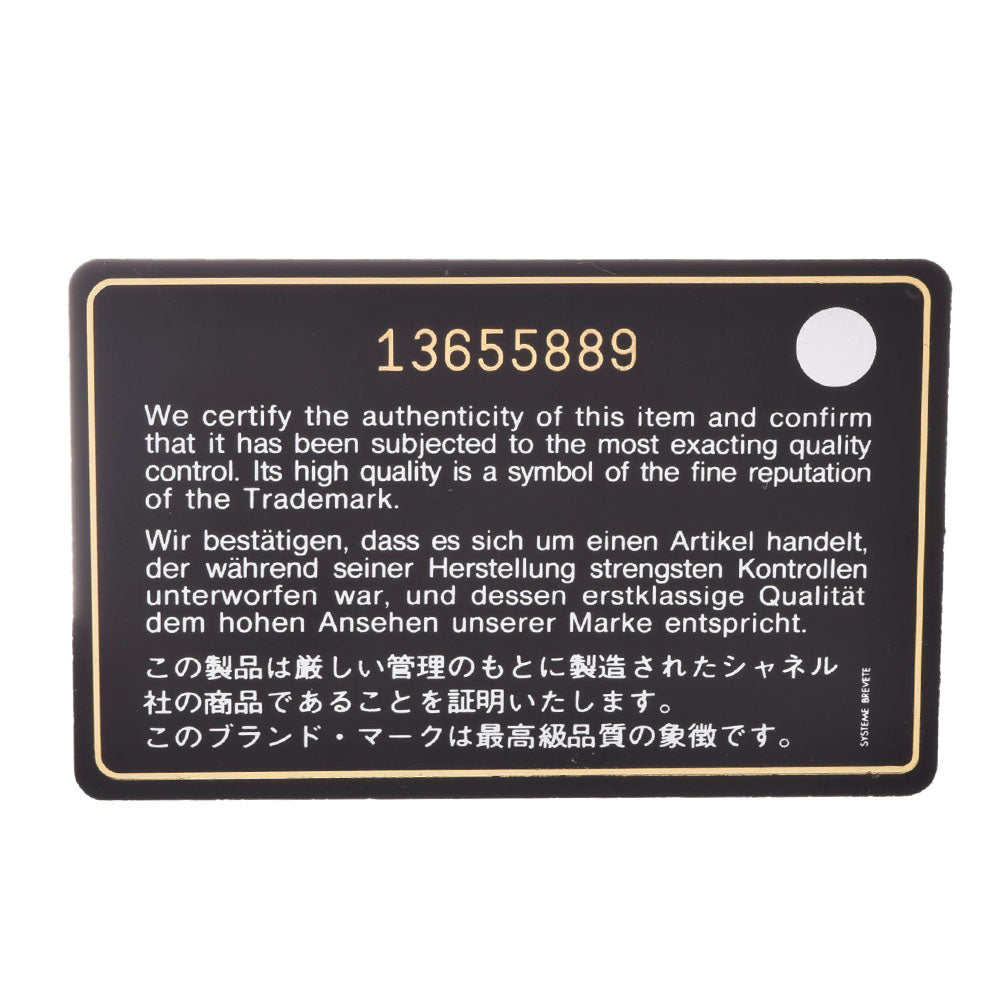 13655889
We certify the authenticity of this item and confirm
that it has been subjected to the most exacting quality
control. Its high quality is a symbol of the fine reputation
of the Trademark.
Wir bestätigen, dass es sich um einen Artikel handelt,
der während seiner Herstellung strengsten Kontrollen
unterworfen war, und dessen erstklassige Qualität
dem hohen Ansehen unserer Marke entspricht.
この製品は厳しい管理のもとに製造されたシャネル
社の商品であることを証明いたします。
このブランド・マークは最高級品質の象徴です。
SYSTEME BREVETE